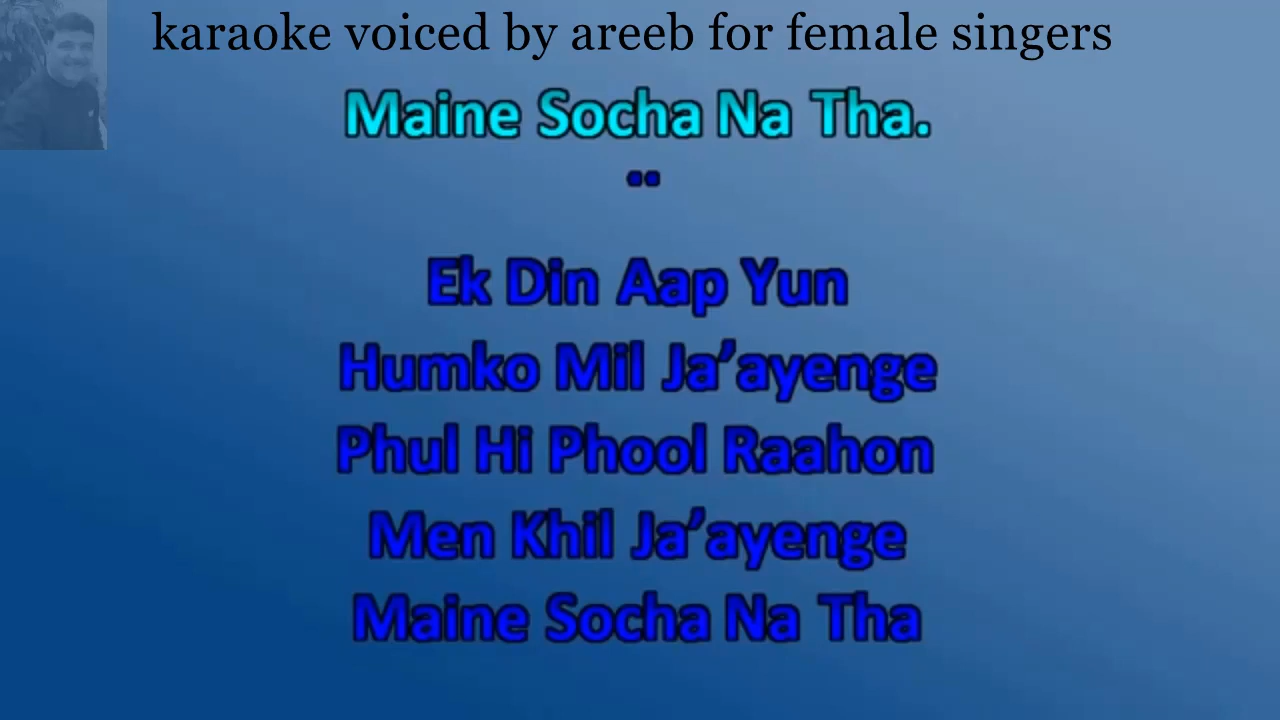 karaoke voiced by areeb for female singers
Maine Socha Na Tha.
..
Ek Din Aap Yun
Humko Mil Ja’ayenge
Phul Hi Phool Raahon
Men Khil Ja’ayenge
Maine Socha Na Tha